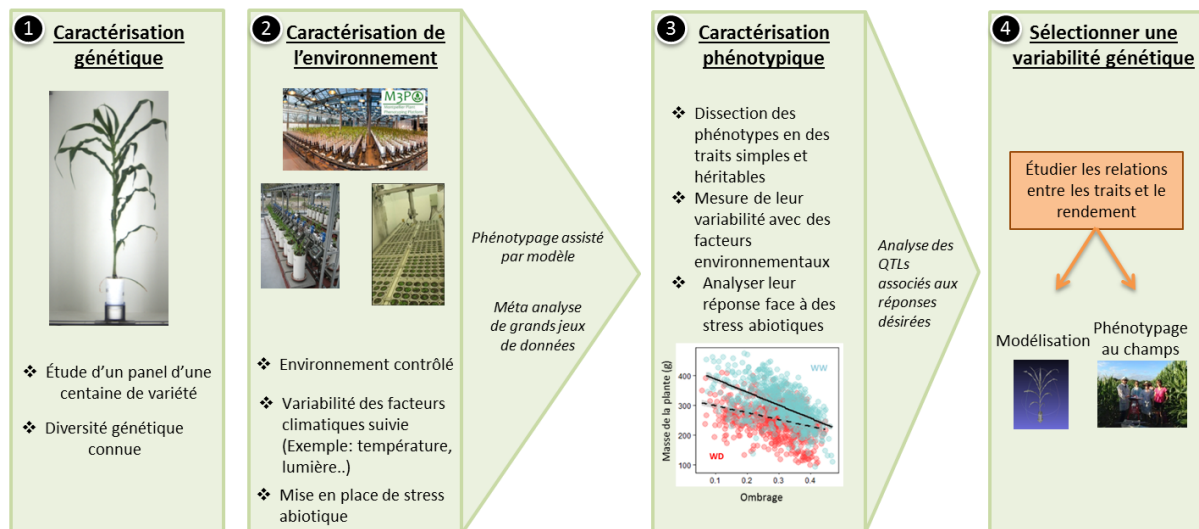 1
Caractérisation
génétique
❖ Étude d'un panel d'une
centaine de variété
❖ Diversité génétique
connue
2
Caractérisation de
l'environnement
M3P
Montpellier Plant
Phenotyping Platforms
❖ Environnement contrôlé
❖ Variabilité des facteurs
climatiques suivie
(Exemple: température,
lumière..)
❖ Mise en place de stress
abiotique
Phénotypage assisté
par modèle
Méta analyse
de grands jeux
de données
3
Caractérisation
phénotypique
❖ Dissection des
phénotypes en des
traits simples et
héritables
❖ Mesure de leur
variabilité avec des
facteurs
environnementaux
❖ Analyser leur
réponse face à des
stress abiotiques
Masse de la plante (g)
400
300
200
100
WW
WD
0.1 0.2 0.3 0.4
Ombrage
Analyse des
QTLs
associés aux
réponses
désirées
4
Sélectionner une
variabilité génétique
Étudier les relations
entre les traits et le
rendement
Modélisation
Phénotypage
au champs